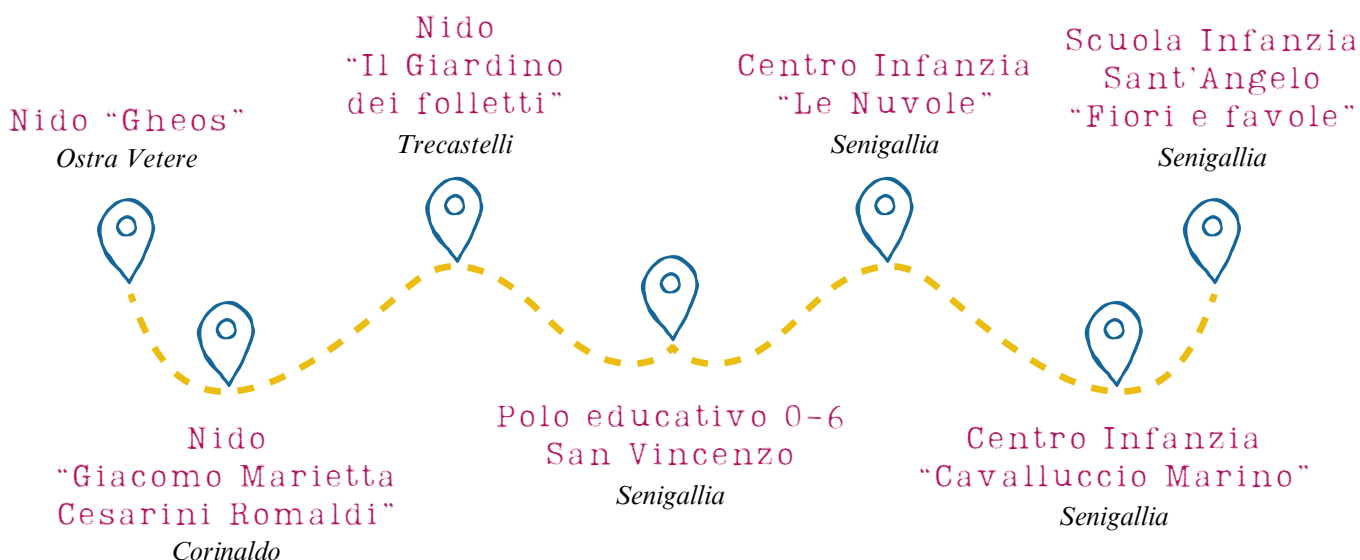 Nido “Gheos”
Ostra Vetere
Nido
“Giacomo Marietta
Cesarini Romaldi”
Corinaldo
Nido
“Il Giardino
dei folletti”
Trecastelli
Polo educativo 0-6
San Vincenzo
Senigallia
Centro Infanzia
“Le Nuvole”
Senigallia
Centro Infanzia
“Cavalluccio Marino”
Senigallia
Scuola Infanzia
Sant’Angelo
“Fiori e favole”
Senigallia